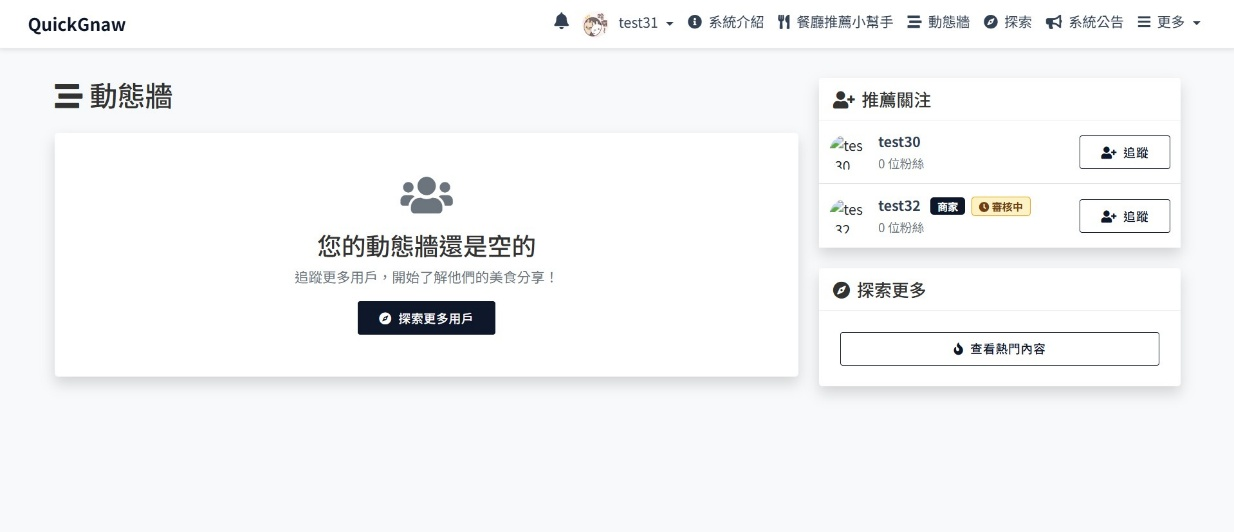 QuickGnaw
test31
系統介紹
餐廳推薦小幫手
動態牆
探索
系統公告
更多
動態牆
您的動態牆還是空的
追蹤更多用戶，開始了解他們的美食分享！
探索更多用戶
推薦關注
tes
30
test30
0 位粉絲
追蹤
tes
32
test32 商家 審核中
0 位粉絲
追蹤
探索更多
查看熱門內容